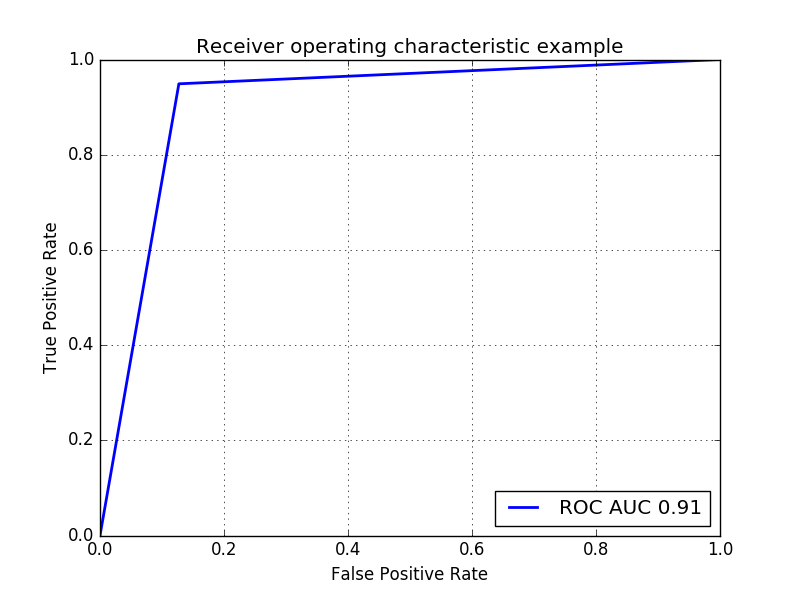 Receiver operating characteristic example
1.0
0.8
0.6
0.4
0.2
0.0
True Positive Rate
ROC AUC 0.91
0.0 0.2 0.4 0.6 0.8 1.0
False Positive Rate